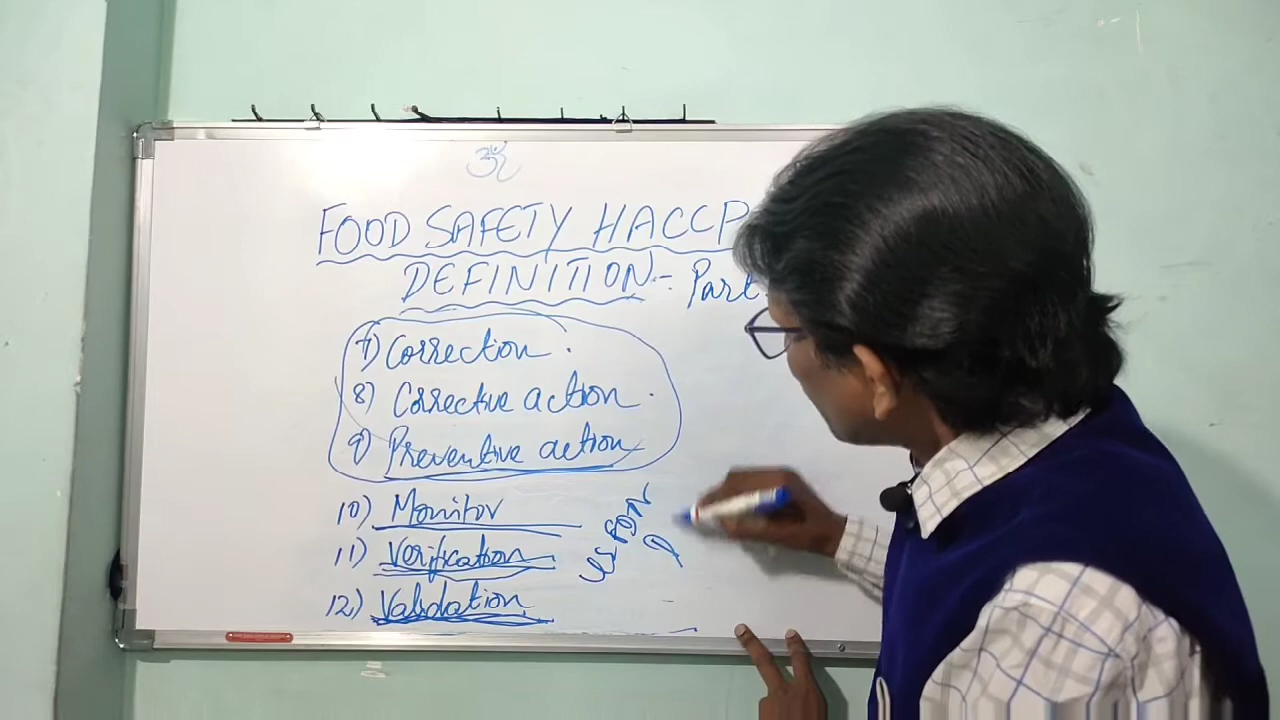 ॐ
FOOD SAFETY HACCP
DEFINITION:- Part
7) Correction.
8) Corrective action.
9) Preventive action
10) Monitor
11) Verification
12) Validation